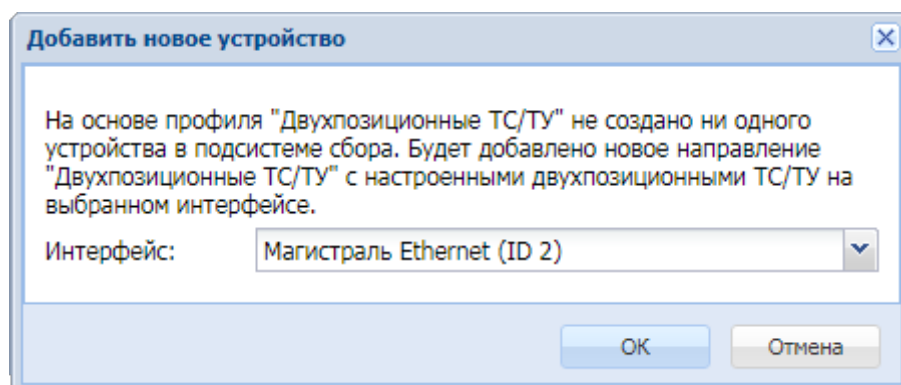 Добавить новое устройство
На основе профиля "Двухпозиционные ТС/ТУ" не создано ни одного
устройства в подсистеме сбора. Будет добавлено новое направление
"Двухпозиционные ТС/ТУ" с настроенными двухпозиционными ТС/ТУ на
выбранном интерфейсе.
Интерфейс: Магистраль Ethernet (ID 2)
ОК Отмена